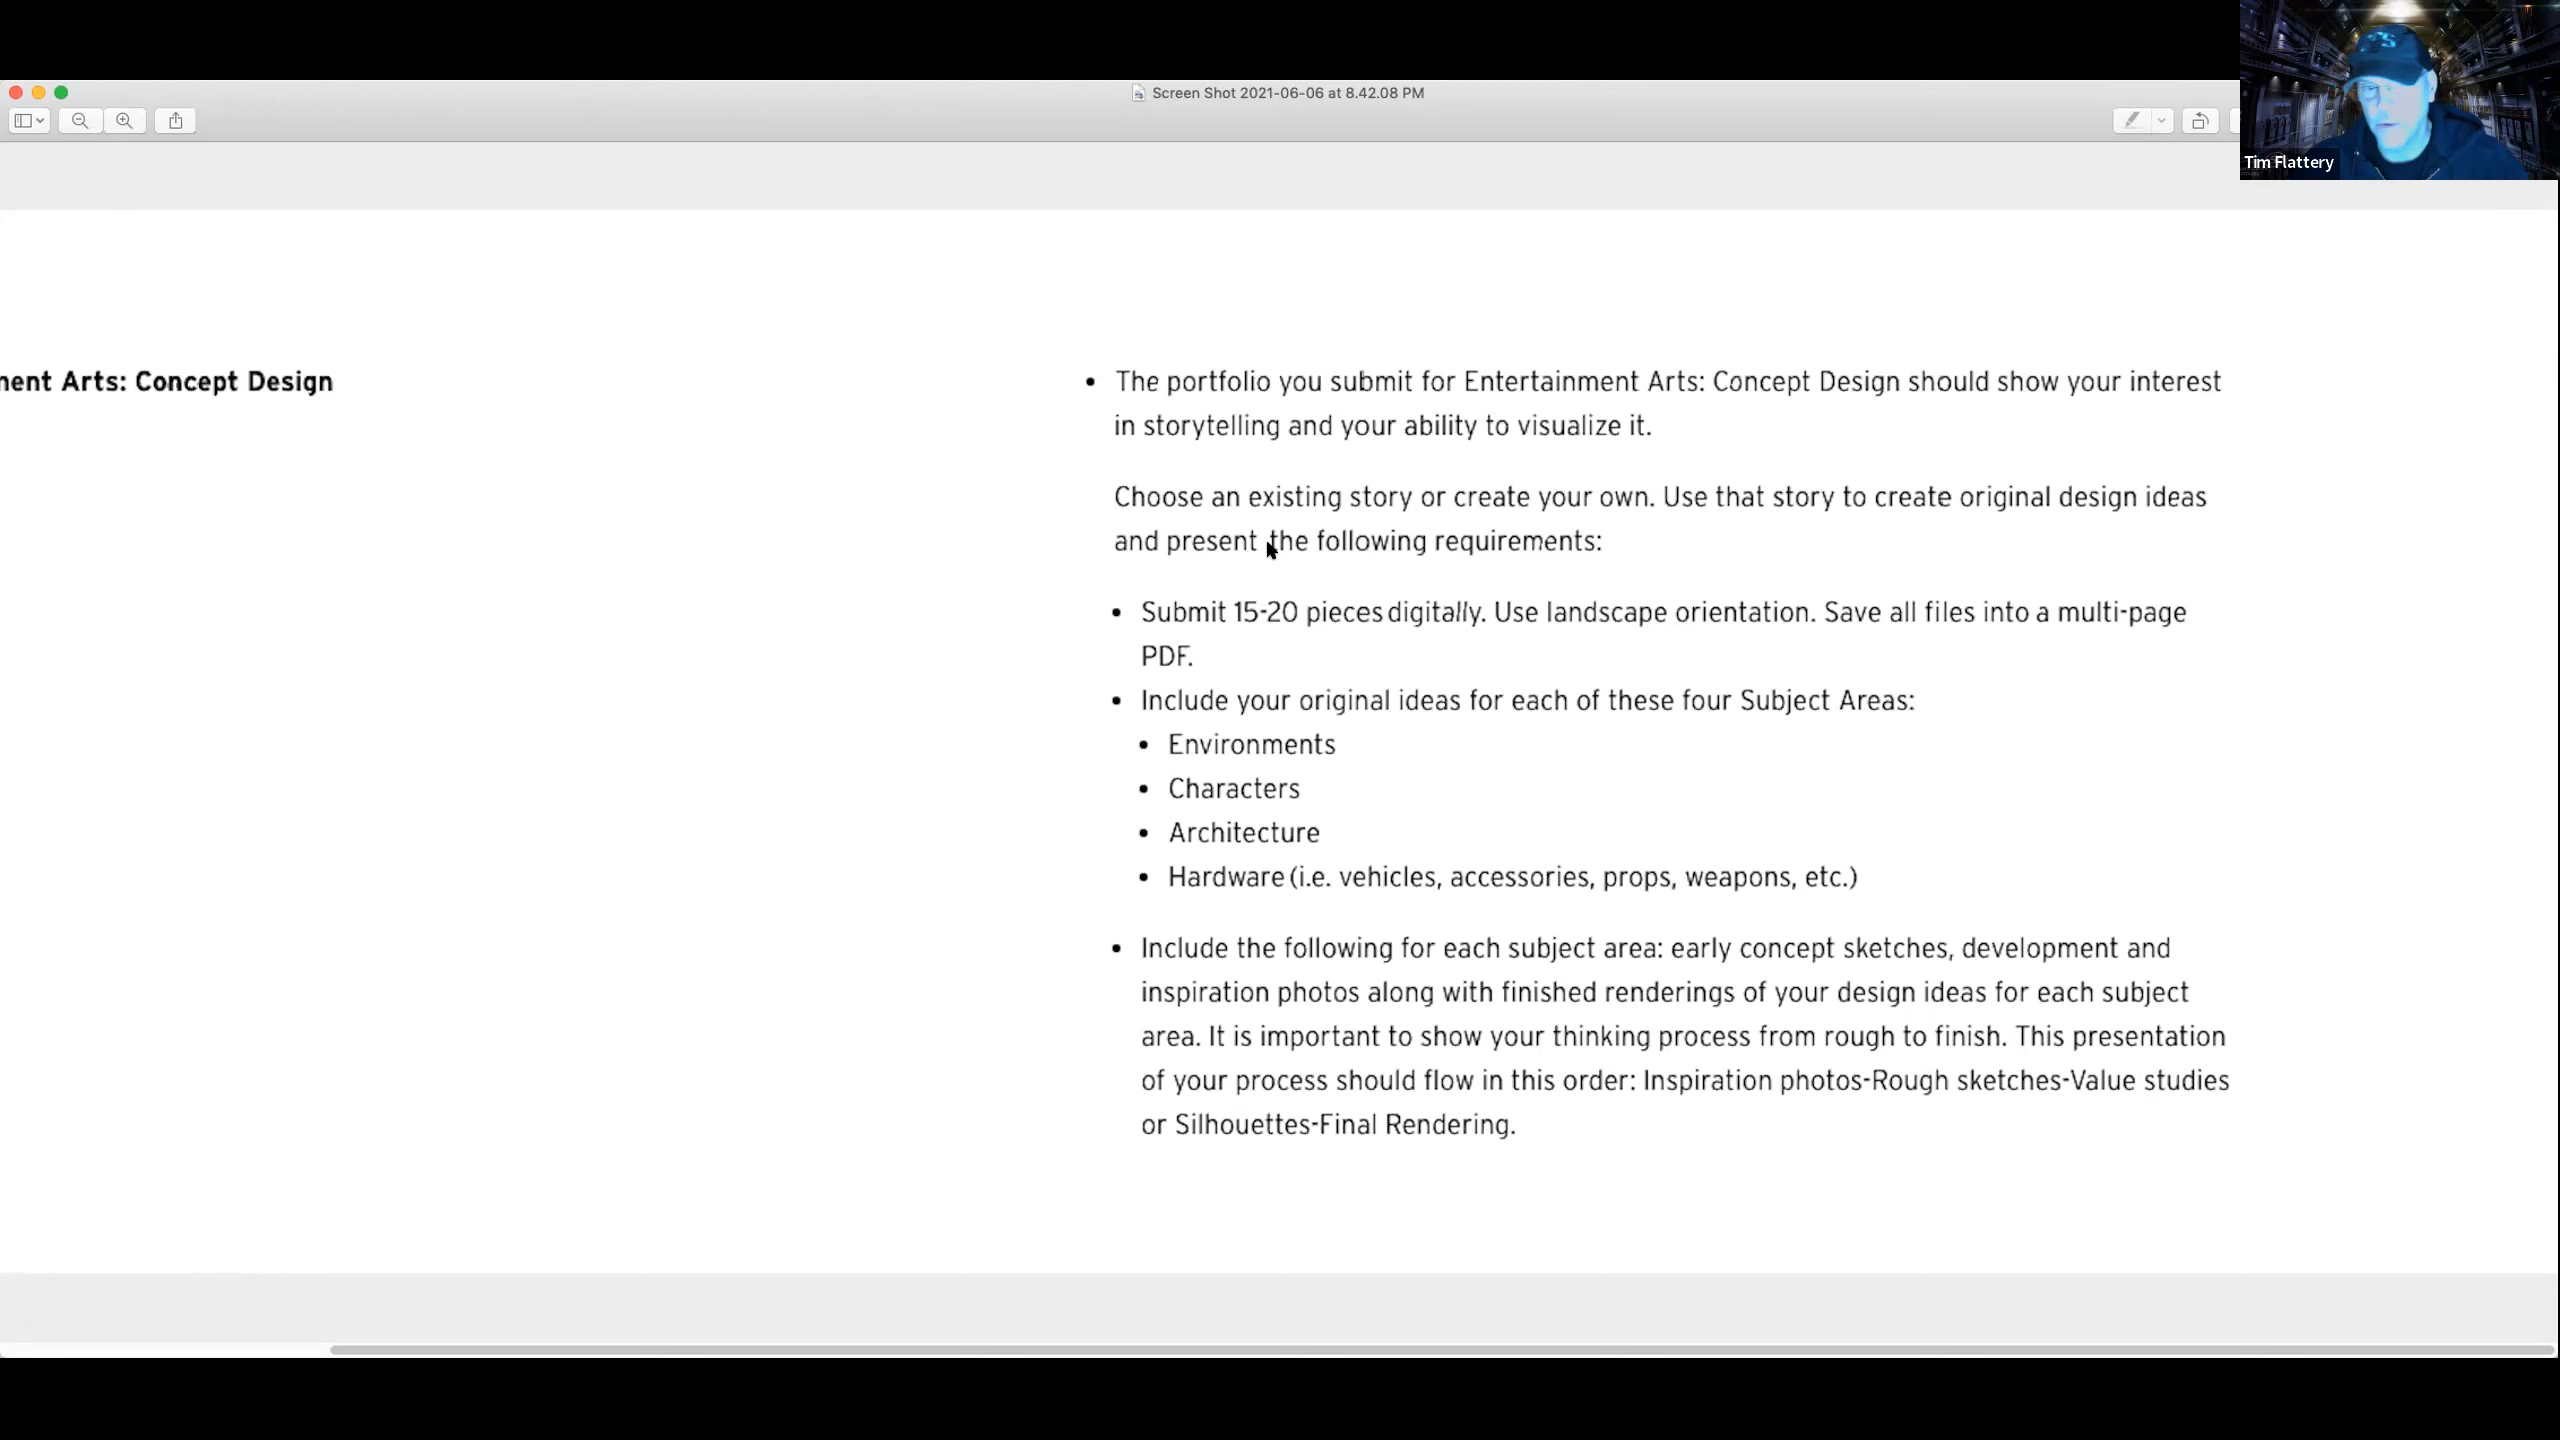 Screen Shot 2021-06-06 at 8.42.08 PM
Tim Flattery
ment Arts: Concept Design
• The portfolio you submit for Entertainment Arts: Concept Design should show your interest
in storytelling and your ability to visualize it.
Choose an existing story or create your own. Use that story to create original design ideas
and present the following requirements:
• Submit 15-20 pieces digitally. Use landscape orientation. Save all files into a multi-page
PDF.
• Include your original ideas for each of these four Subject Areas:
• Environments
• Characters
• Architecture
• Hardware (i.e. vehicles, accessories, props, weapons, etc.)
• Include the following for each subject area: early concept sketches, development and
inspiration photos along with finished renderings of your design ideas for each subject
area. It is important to show your thinking process from rough to finish. This presentation
of your process should flow in this order: Inspiration photos-Rough sketches-Value studies
or Silhouettes-Final Rendering.